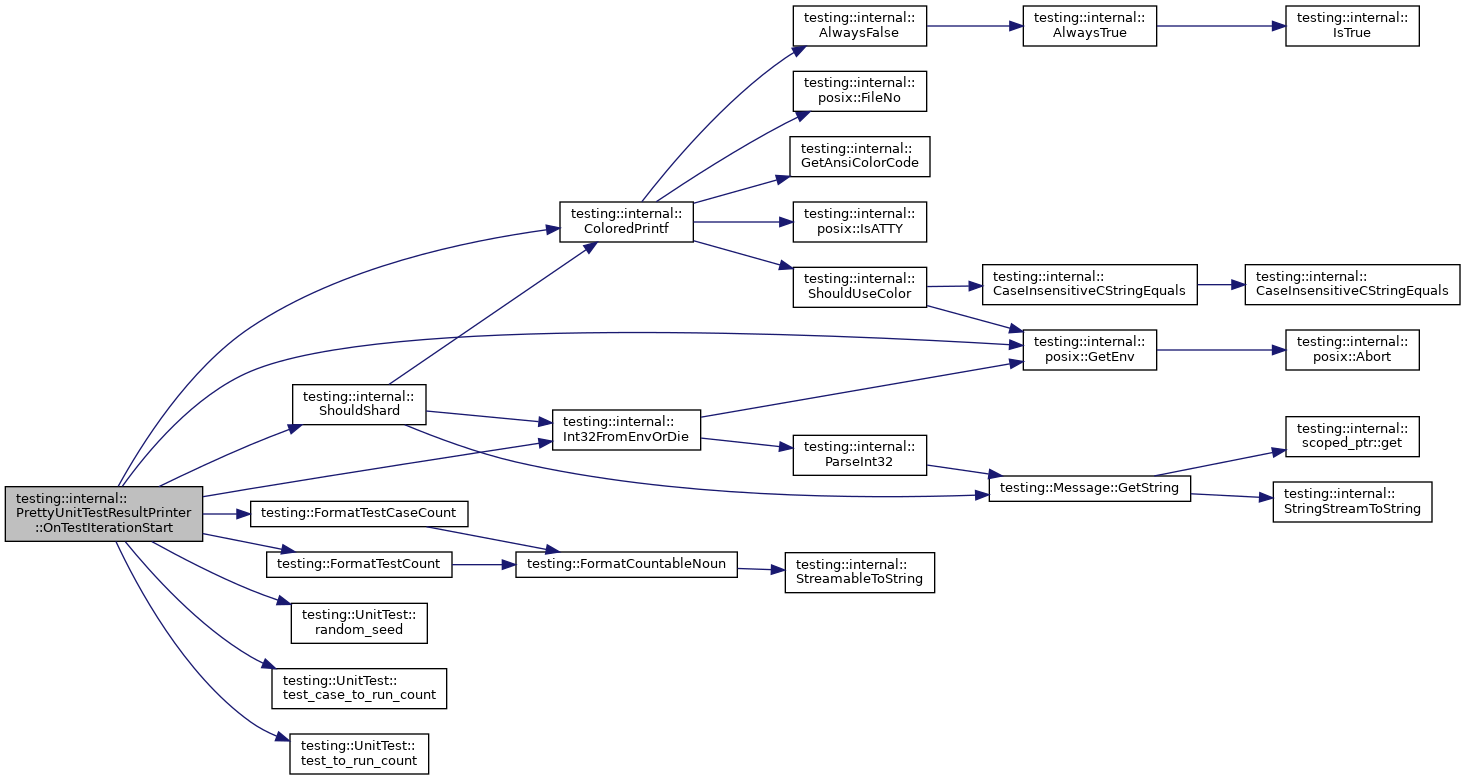 testing::internal::
AlwaysFalse
testing::internal::
AlwaysTrue
testing::internal::
IsTrue
testing::internal::
posix::FileNo
testing::internal::
GetAnsiColorCode
testing::internal::
ColoredPrintf
testing::internal::
posix::IsATTY
testing::internal::
ShouldUseColor
testing::internal::
CaseInsensitiveCStringEquals
testing::internal::
CaseInsensitiveCStringEquals
testing::internal::
posix::GetEnv
testing::internal::
posix::Abort
testing::internal::
ShouldShard
testing::internal::
Int32FromEnvOrDie
testing::internal::
ParseInt32
testing::internal::
scoped_ptr::get
testing::Message::GetString
testing::internal::
StringStreamToString
testing::internal::
PrettyUnitTestResultPrinter
::OnTestIterationStart
testing::FormatTestCaseCount
testing::FormatTestCount
testing::FormatCountableNoun
testing::internal::
StreamableToString
testing::UnitTest::
random_seed
testing::UnitTest::
test_case_to_run_count
testing::UnitTest::
test_to_run_count